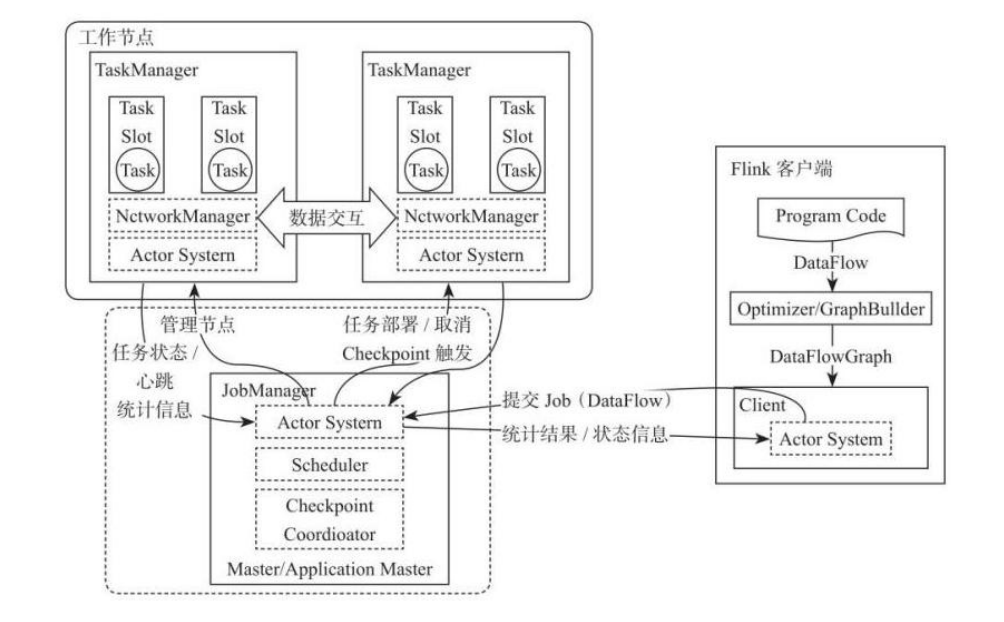 工作节点
TaskManager
Task
Slot
Task
Task
Slot
Task
NctworkManager
Actor Systern
数据交互
TaskManager
Task
Slot
Task
Task
Slot
Task
NctworkManager
Actor Systern
管理节点
任务状态 /
心跳
统计信息
任务部署 / 取消
Checkpoint 触发
JobManager
Actor Systern
Scheduler
Checkpoint
Coordioator
Master/Application Master
提交 Job（DataFlow）
统计结果 / 状态信息
Flink 客户端
Program Code
DataFlow
Optimizer/GraphBullder
DataFlowGraph
Client
Actor System